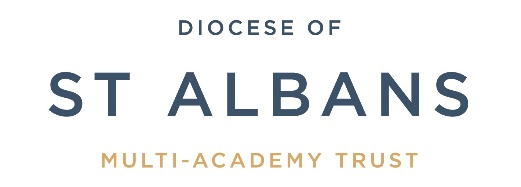 DIOCESE OF
ST ALBANS
MULTI-ACADEMY TRUST